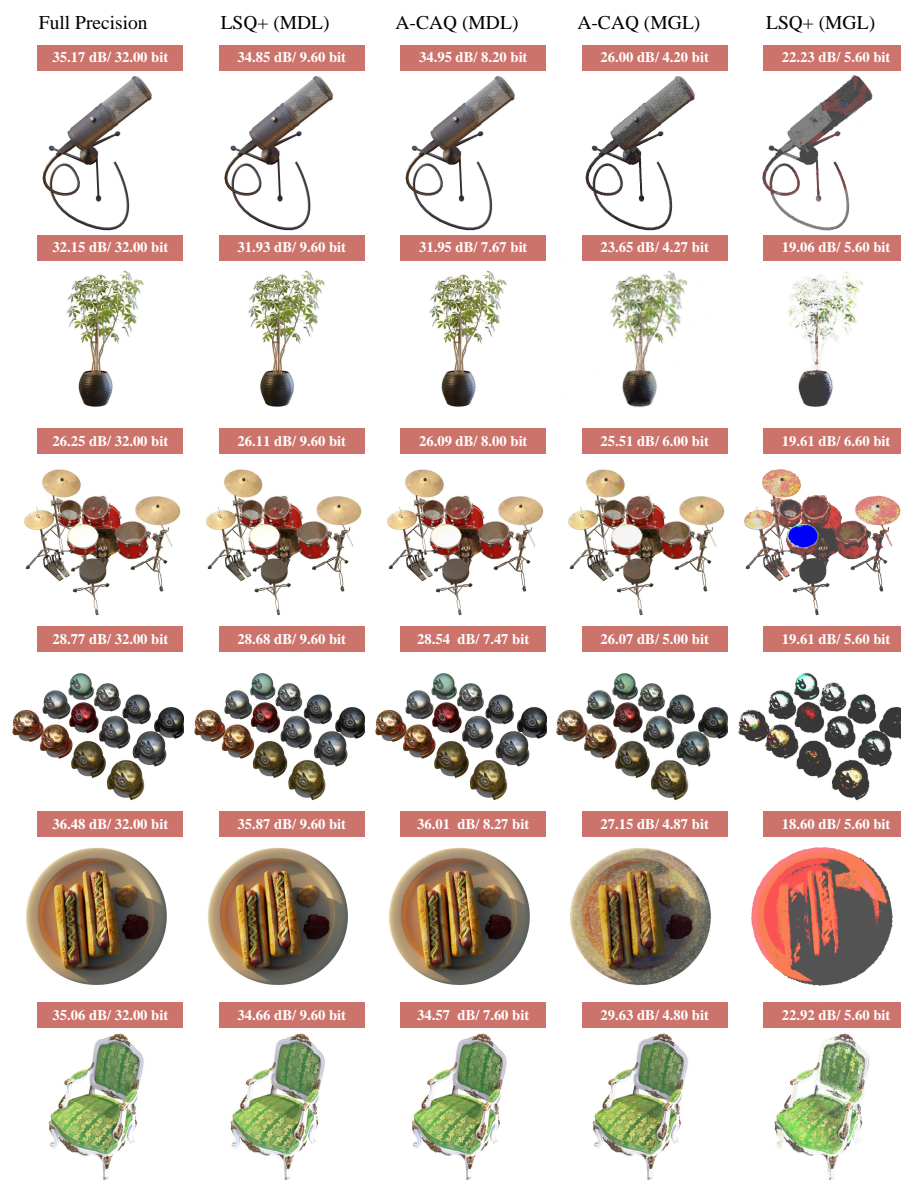 Full Precision LSQ+ (MDL) A-CAQ (MDL) A-CAQ (MGL) LSQ+ (MGL)
35.17 dB/ 32.00 bit 34.85 dB/ 9.60 bit 34.95 dB/ 8.20 bit 26.00 dB/ 4.20 bit 22.23 dB/ 5.60 bit
32.15 dB/ 32.00 bit 31.93 dB/ 9.60 bit 31.95 dB/ 7.67 bit 23.65 dB/ 4.27 bit 19.06 dB/ 5.60 bit
26.25 dB/ 32.00 bit 26.11 dB/ 9.60 bit 26.09 dB/ 8.00 bit 25.51 dB/ 6.00 bit 19.61 dB/ 6.60 bit
28.77 dB/ 32.00 bit 28.68 dB/ 9.60 bit 28.54 dB/ 7.47 bit 26.07 dB/ 5.00 bit 19.61 dB/ 5.60 bit
36.48 dB/ 32.00 bit 35.87 dB/ 9.60 bit 36.01 dB/ 8.27 bit 27.15 dB/ 4.87 bit 18.60 dB/ 5.60 bit
35.06 dB/ 32.00 bit 34.66 dB/ 9.60 bit 34.57 dB/ 7.60 bit 29.63 dB/ 4.80 bit 22.92 dB/ 5.60 bit